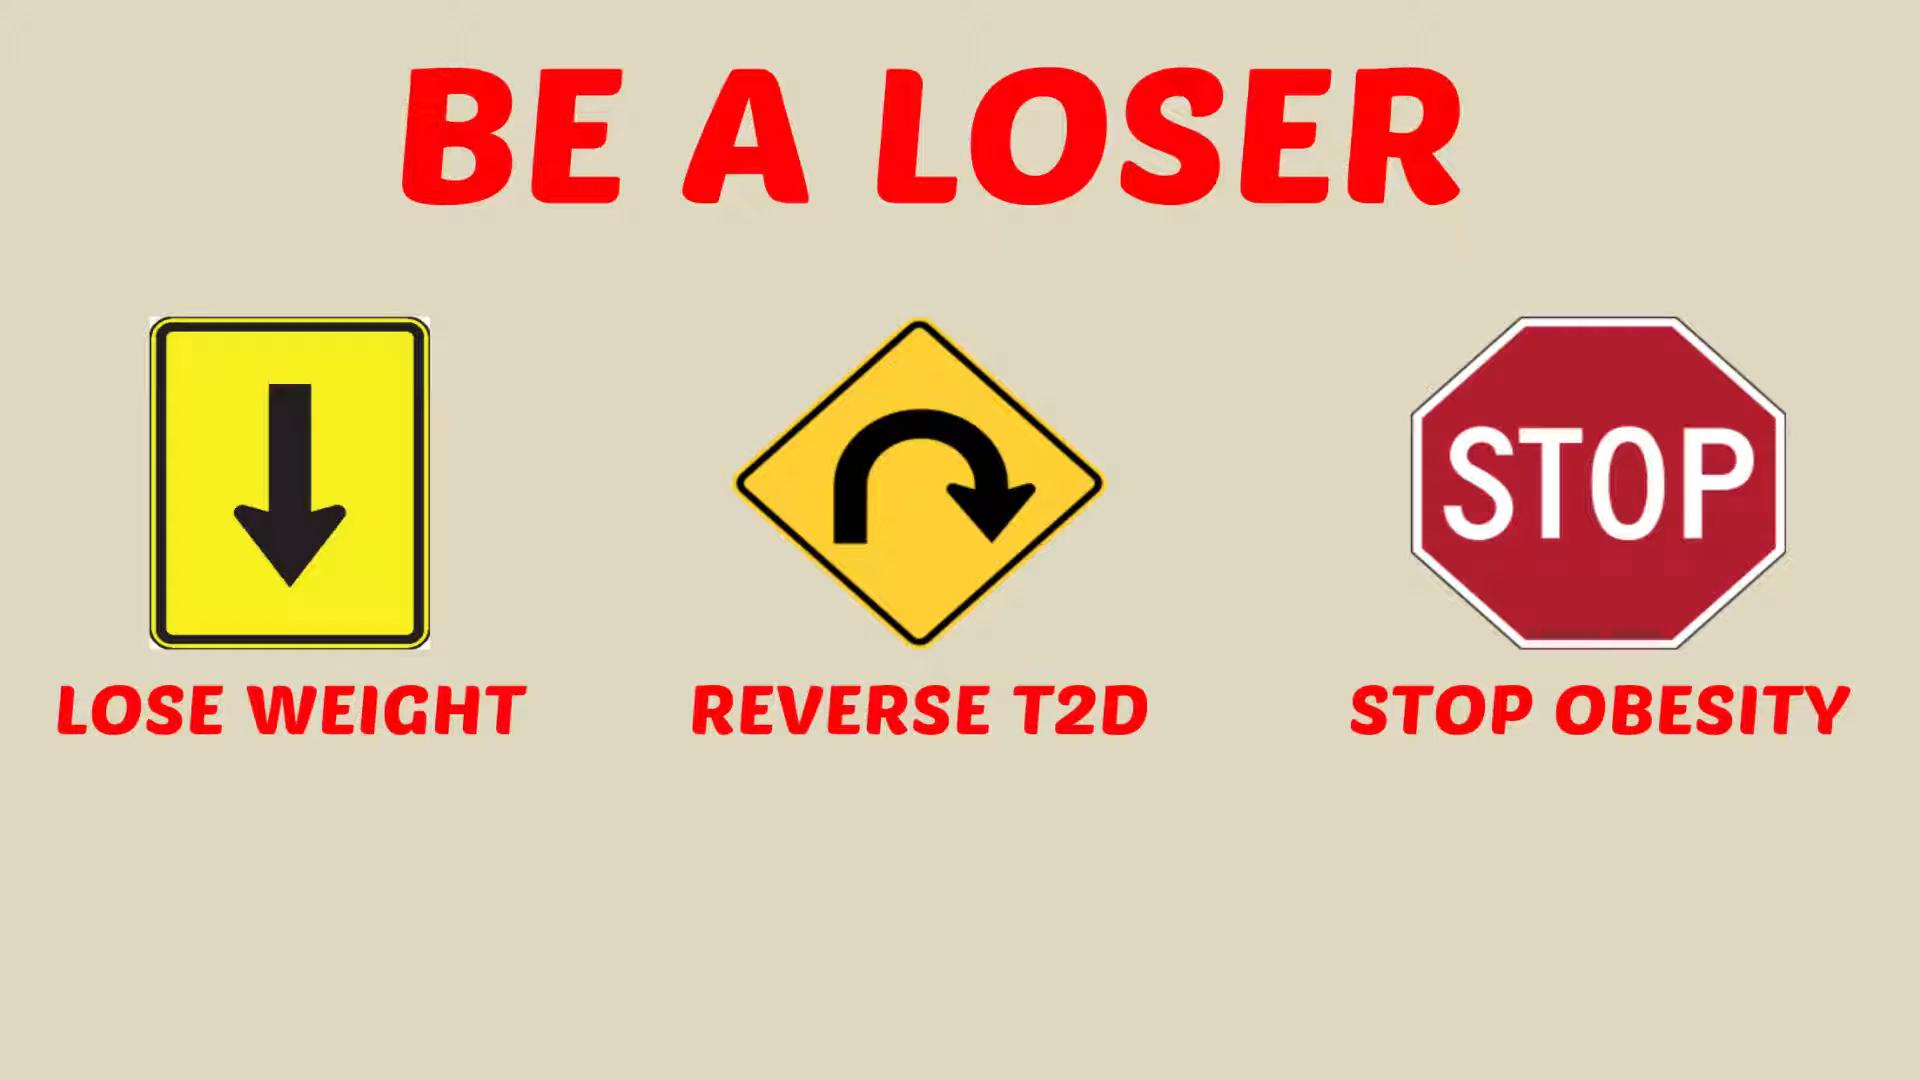 BE A LOSER
STOP
LOSE WEIGHT
REVERSE T2D
STOP OBESITY